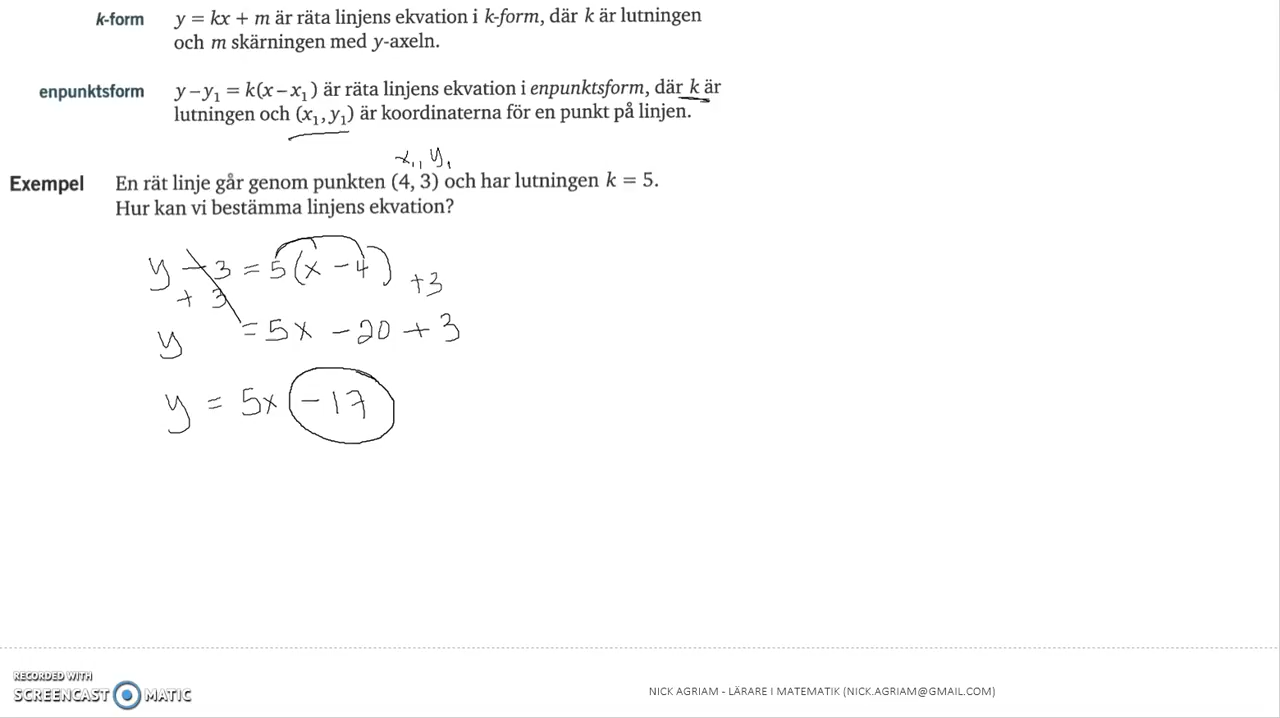 k-form y = kx + m är räta linjens ekvation i k-form, där k är lutningen
och m skärningen med y-axeln.
enpunktsform y – y₁ = k(x – x₁) är räta linjens ekvation i enpunktsform, där k är
lutningen och (x₁, y₁) är koordinaterna för en punkt på linjen.
x₁, y₁
Exempel En rät linje går genom punkten (4, 3) och har lutningen k = 5.
Hur kan vi bestämma linjens ekvation?
y – 3 = 5(x – 4)
+ 3 +3
y = 5x – 20 + 3
y = 5x – 17
RECORDED WITH
SCREENCAST MATIC
NICK AGRIAM - LÄRARE I MATEMATIK (NICK.AGRIAM@GMAIL.COM)